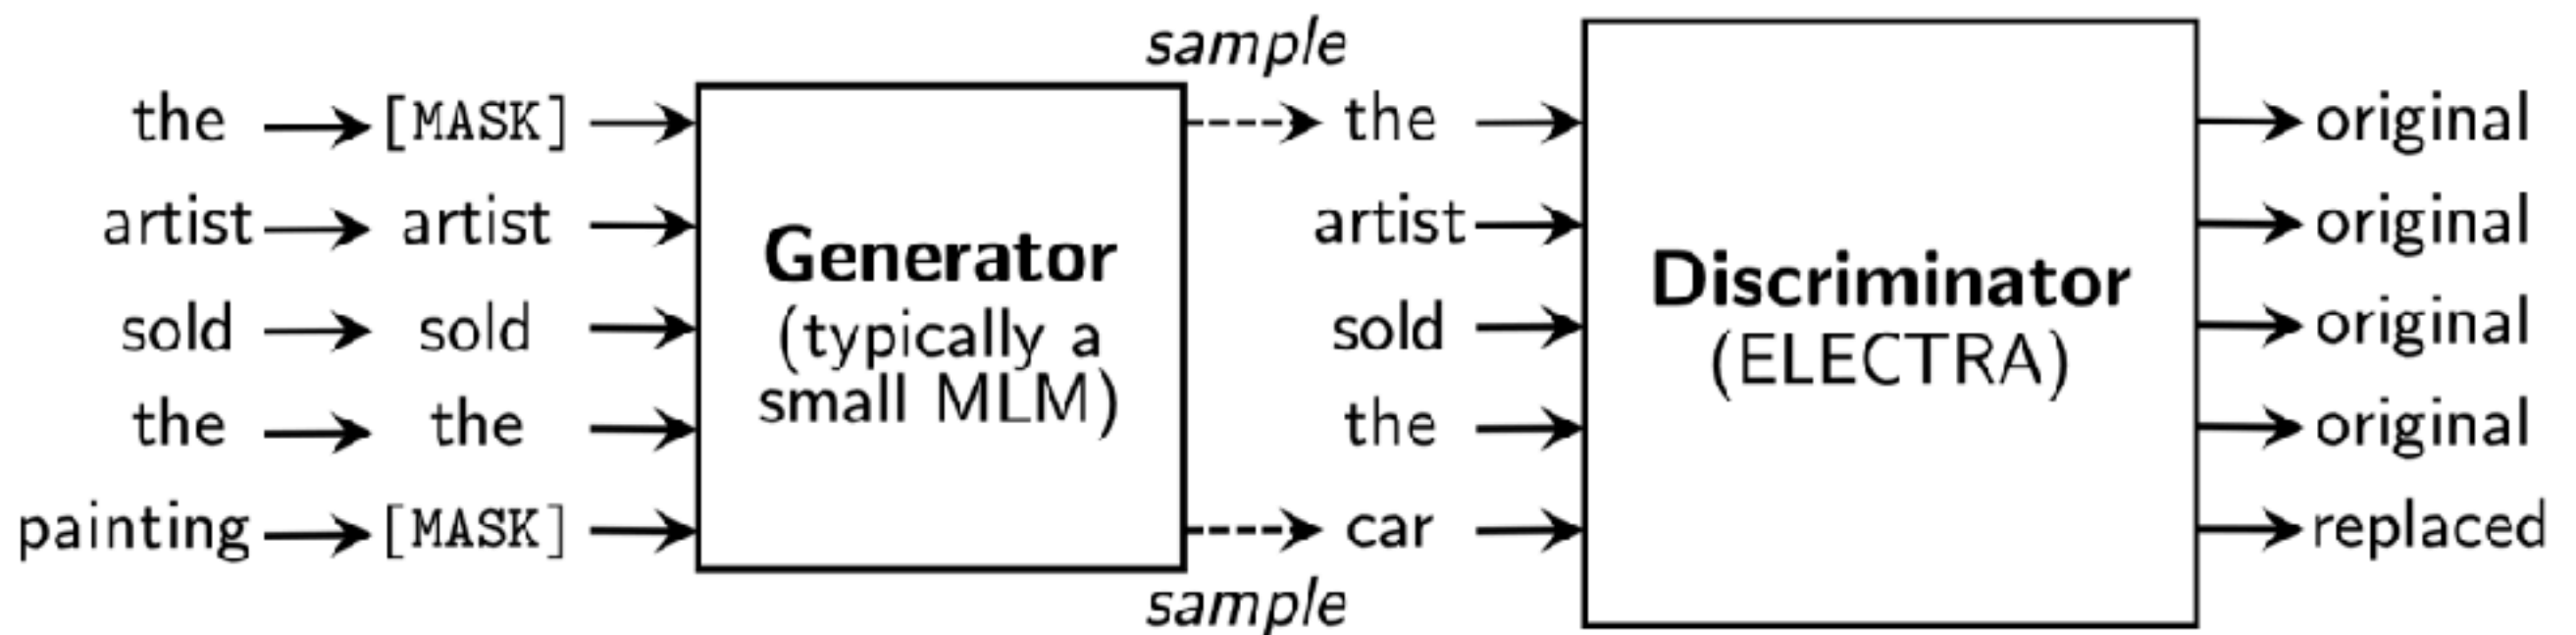 sample
the [MASK] the original
artist artist artist original
Generator
Discriminator
(typically a
small MLM)
(ELECTRA)
sold sold sold original
the the the original
painting [MASK] car replaced
sample